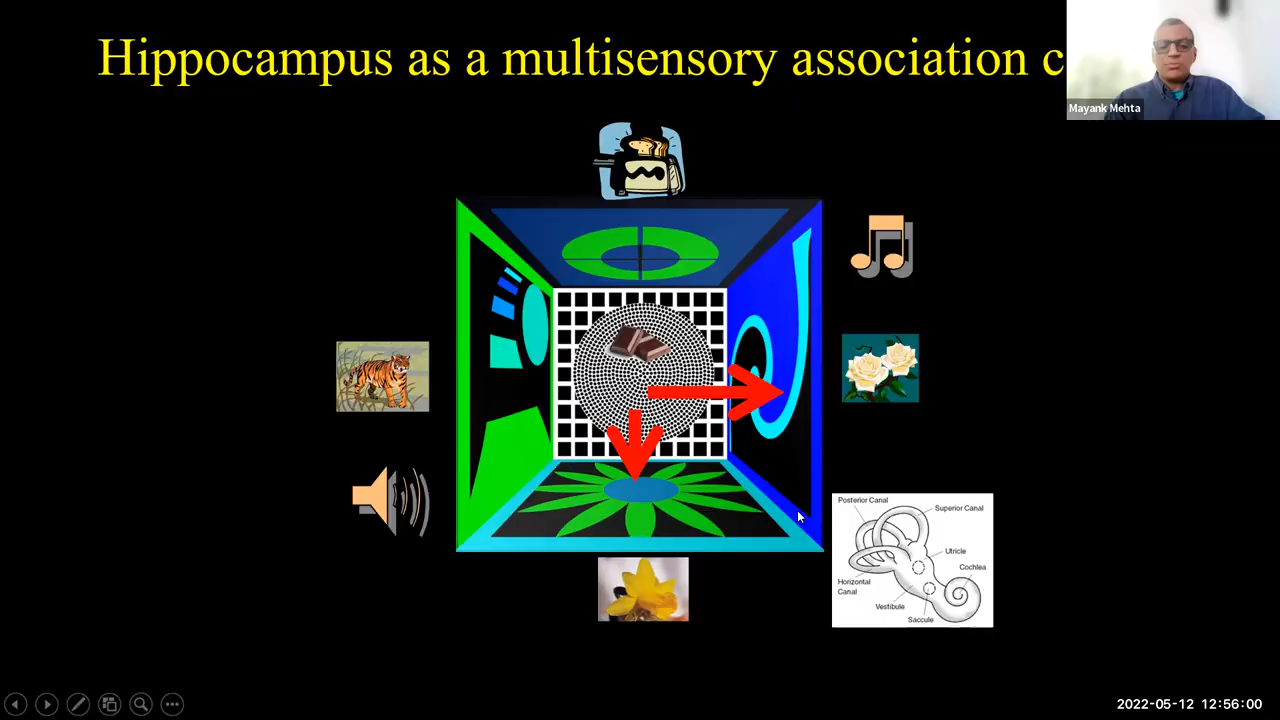 Hippocampus as a multisensory association c
Mayank Mehta
Posterior Canal
Superior Canal
Utricle
Cochlea
Horizontal
Canal
Vestibule
Saccule
2022-05-12 12:56:00